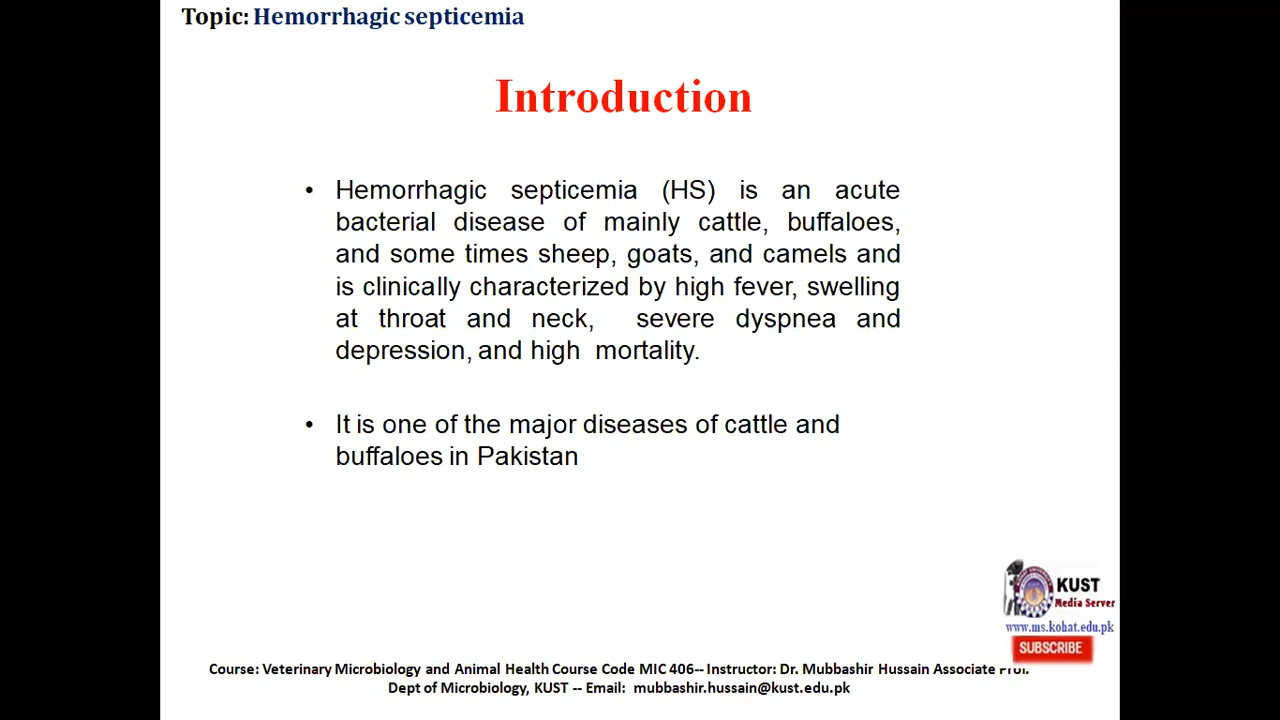 Topic: Hemorrhagic septicemia
Introduction
• Hemorrhagic septicemia (HS) is an acute
bacterial disease of mainly cattle, buffaloes,
and some times sheep, goats, and camels and
is clinically characterized by high fever, swelling
at throat and neck, severe dyspnea and
depression, and high mortality.
• It is one of the major diseases of cattle and
buffaloes in Pakistan
KUST
Media Server
www.ms.kohat.edu.pk
SUBSCRIBE
Course: Veterinary Microbiology and Animal Health Course Code MIC 406-- Instructor: Dr. Mubbashir Hussain Associate Prof.
Dept of Microbiology, KUST -- Email: mubbashir.hussain@kust.edu.pk